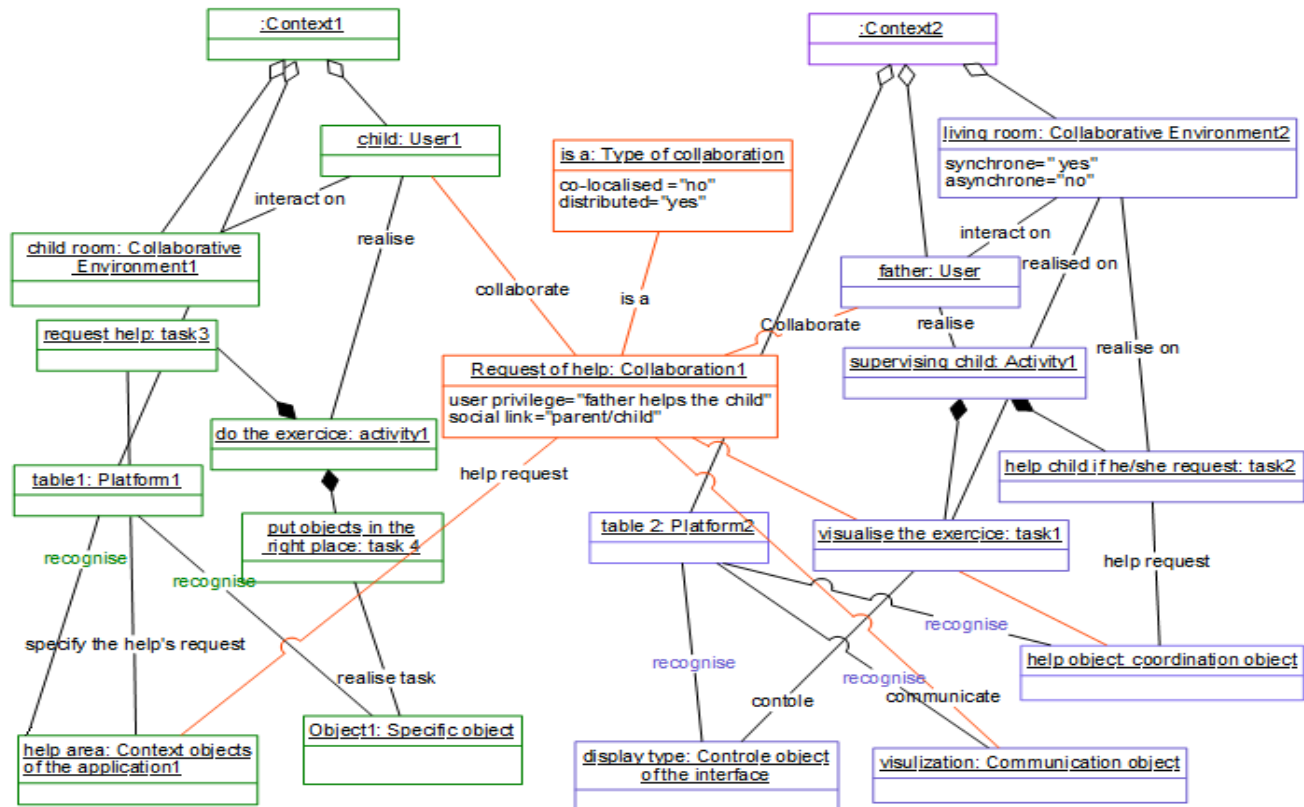 :Context1
:Context2
child: User1
living room: Collaborative Environment2
synchrone=" yes"
asynchrone="no"
is a: Type of collaboration
co-localised ="no"
distributed="yes"
interact on
realise
child room: Collaborative
Environment1
interact on
realised on
father: User
collaborate
is a
Collaborate
realise
request help: task3
realise on
Request of help: Collaboration1
user privilege="father helps the child"
social link="parent/child"
supervising child: Activity1
do the exercice: activity1
help request
table1: Platform1
help child if he/she request: task2
put objects in the
right place: task 4
table 2: Platform2
visualise the exercice: task1
recognise
recognise
help request
recognise
specify the help's request
recognise
recognise
help object: coordination object
realise task
contole
communicate
Object1: Specific object
help area: Context objects
of the application1
display type: Controle object
of the interface
visulization: Communication object